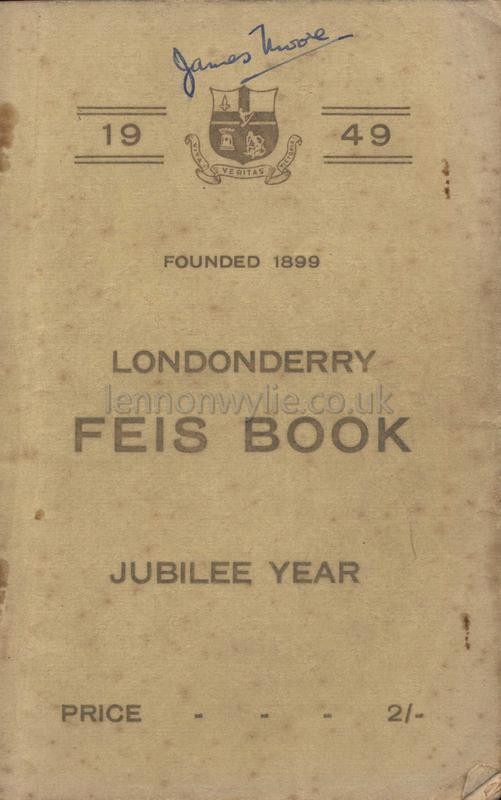 James Moore
19 49
VERITAS
FOUNDED 1899
LONDONDERRY
lennonwylie.co.uk
FEIS BOOK
JUBILEE YEAR
PRICE - - - 2/-